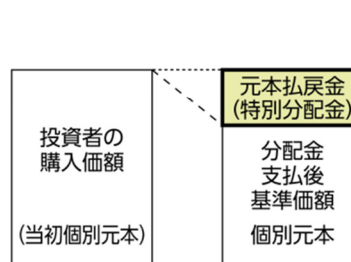 投資者の
購入価額
(当初個別元本)
元本払戻金
(特別分配金)
分配金
支払後
基準価額
個別元本